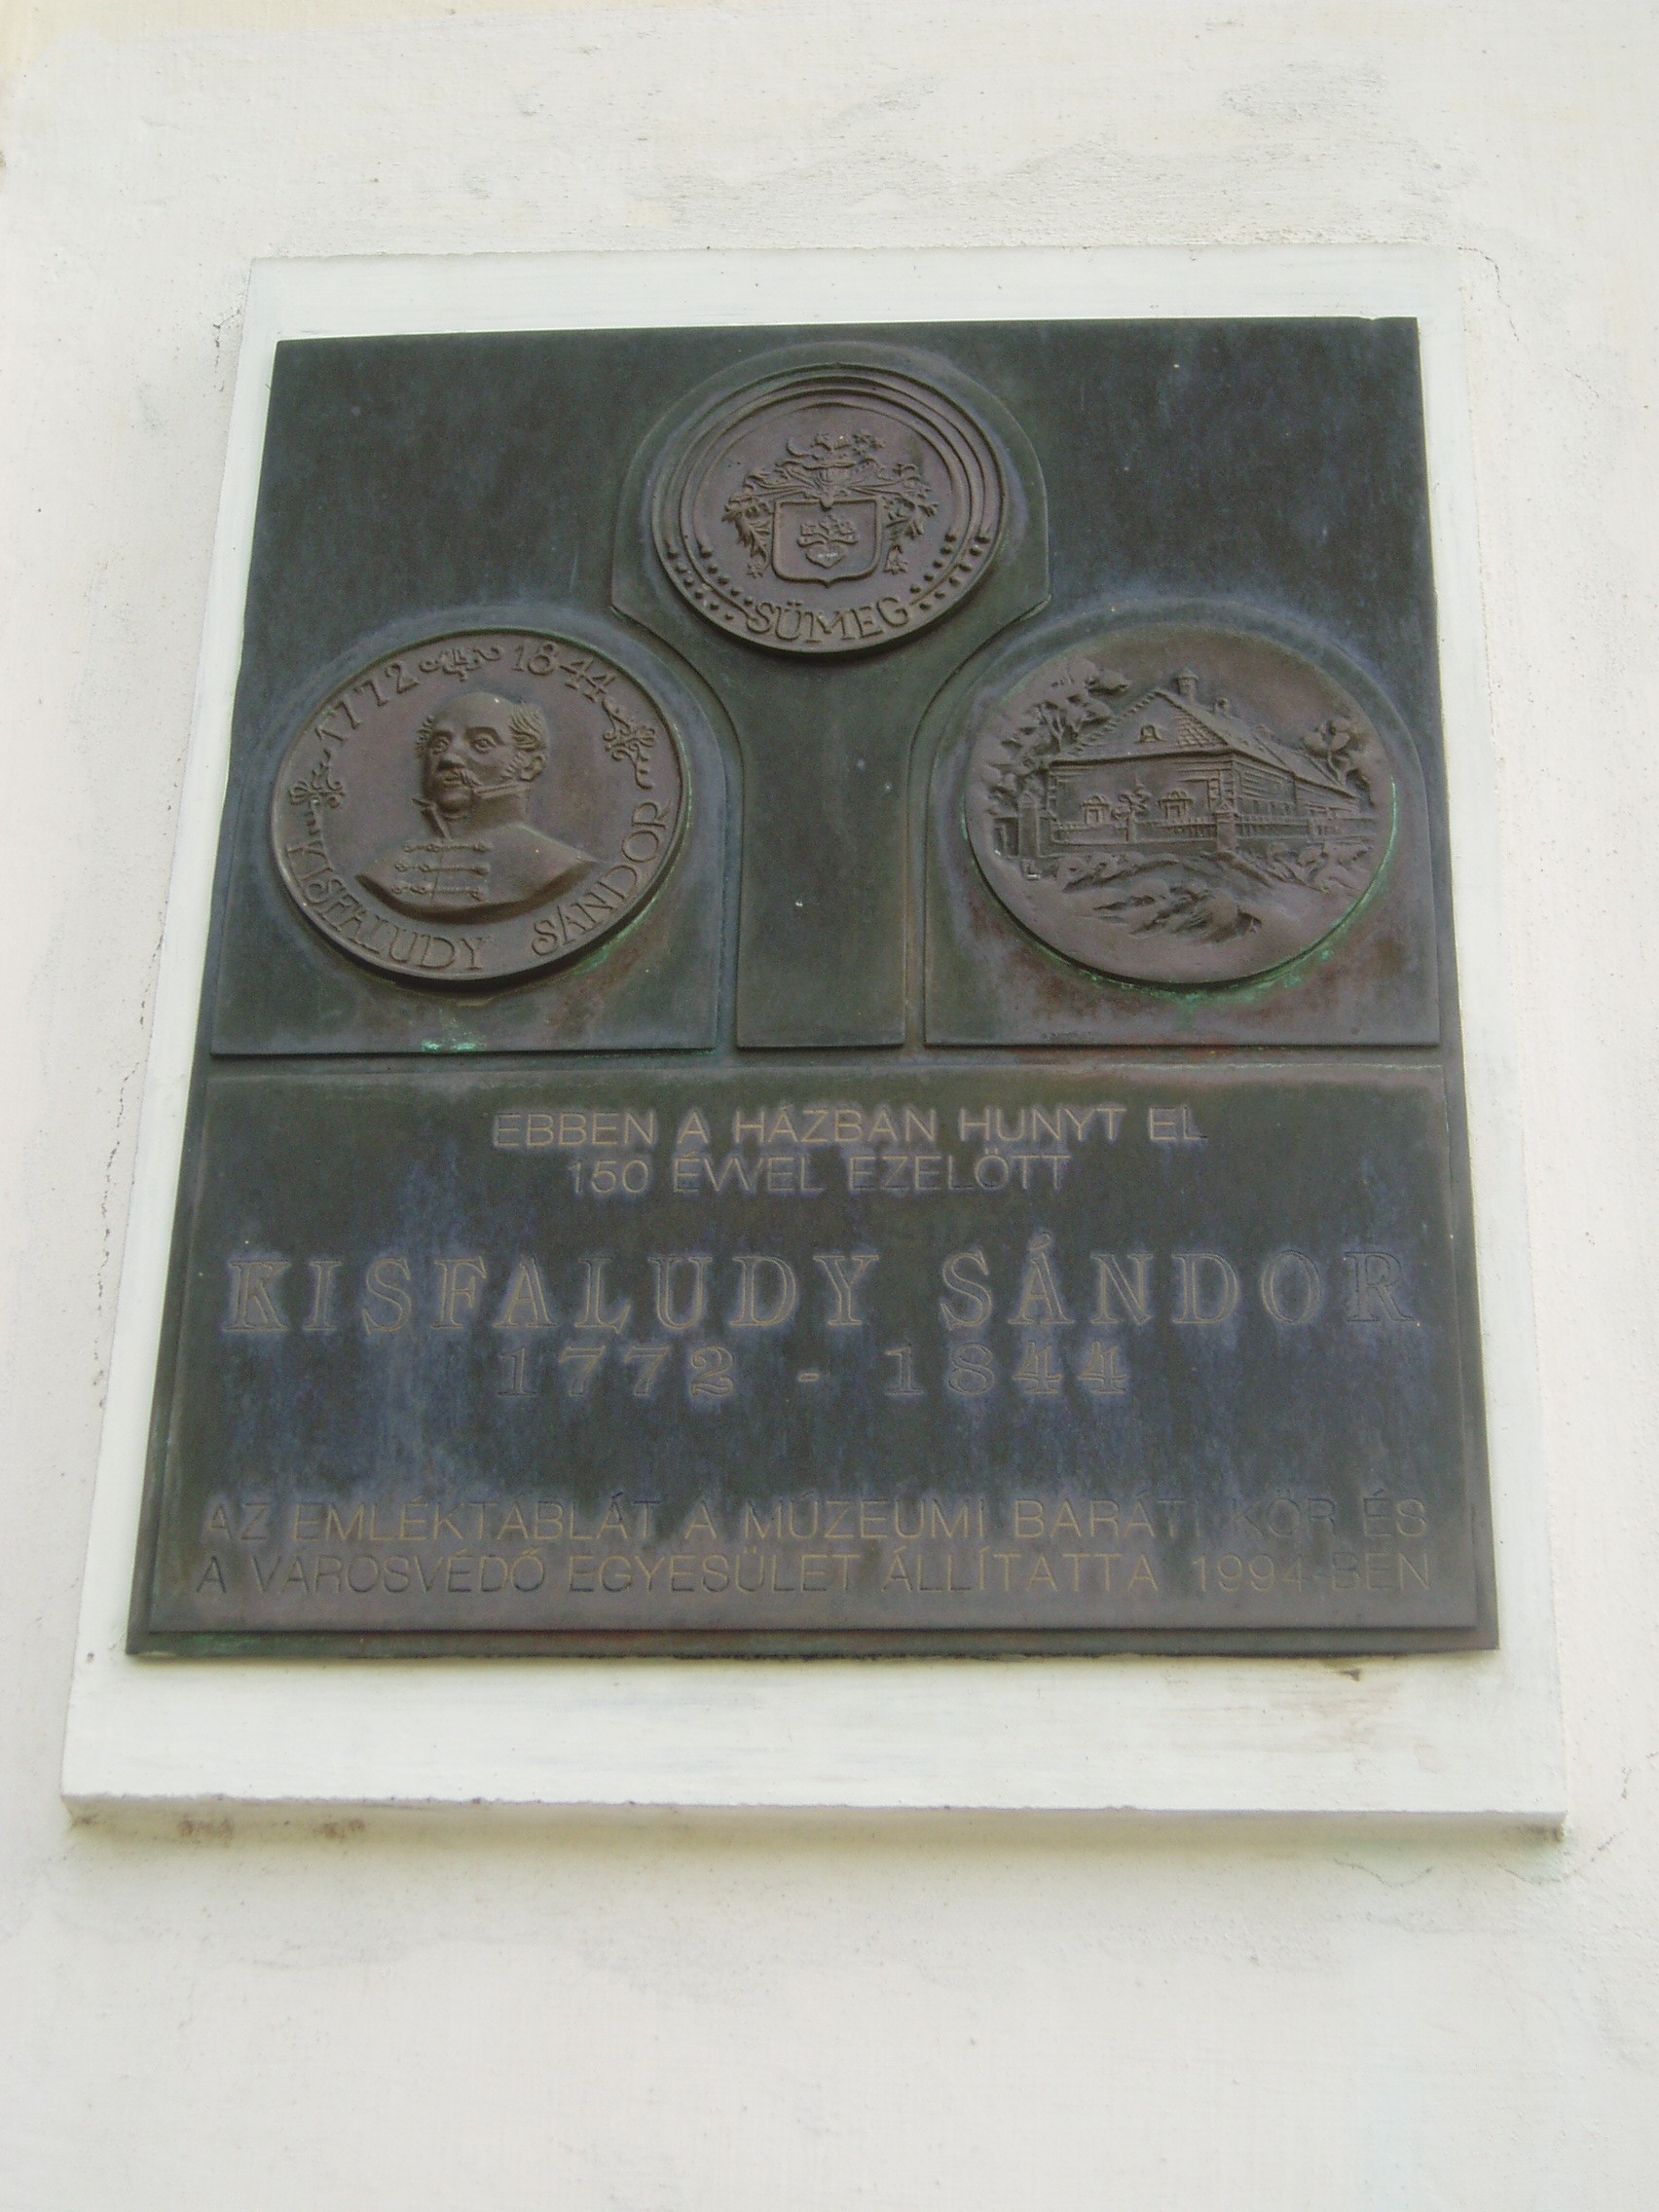 SÜMEG
1772 1844
KISFALUDY SÁNDOR
EBBEN A HÁZBAN HUNYT EL
150 ÉVVEL EZELŐTT
KISFALUDY SÁNDOR
1772 - 1844
AZ EMLÉKTÁBLÁT A MÚZEUMI BARÁTI KÖR ÉS
A VÁROSVÉDŐ EGYESÜLET ÁLLÍTATTA 1994-BEN